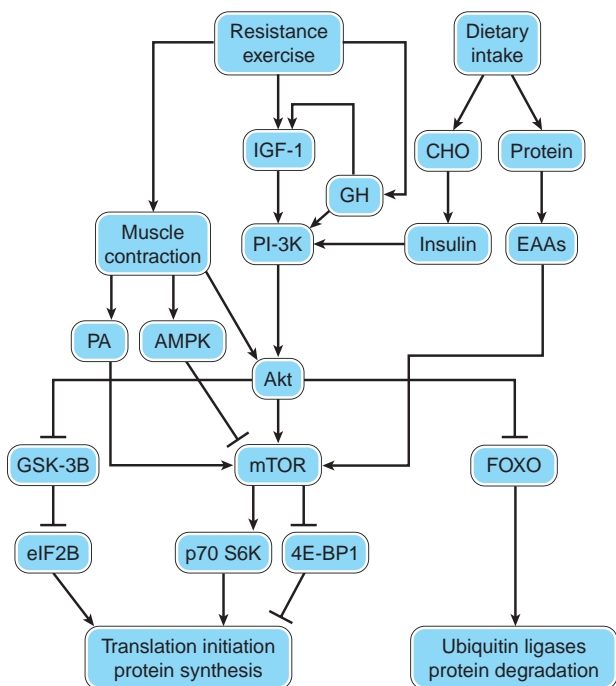 Resistance
exercise
Dietary
intake
IGF-1
CHO
Protein
GH
Muscle
contraction
PI-3K
Insulin
EAAs
PA
AMPK
Akt
GSK-3B
mTOR
FOXO
eIF2B
p70 S6K
4E-BP1
Translation initiation
protein synthesis
Ubiquitin ligases
protein degradation